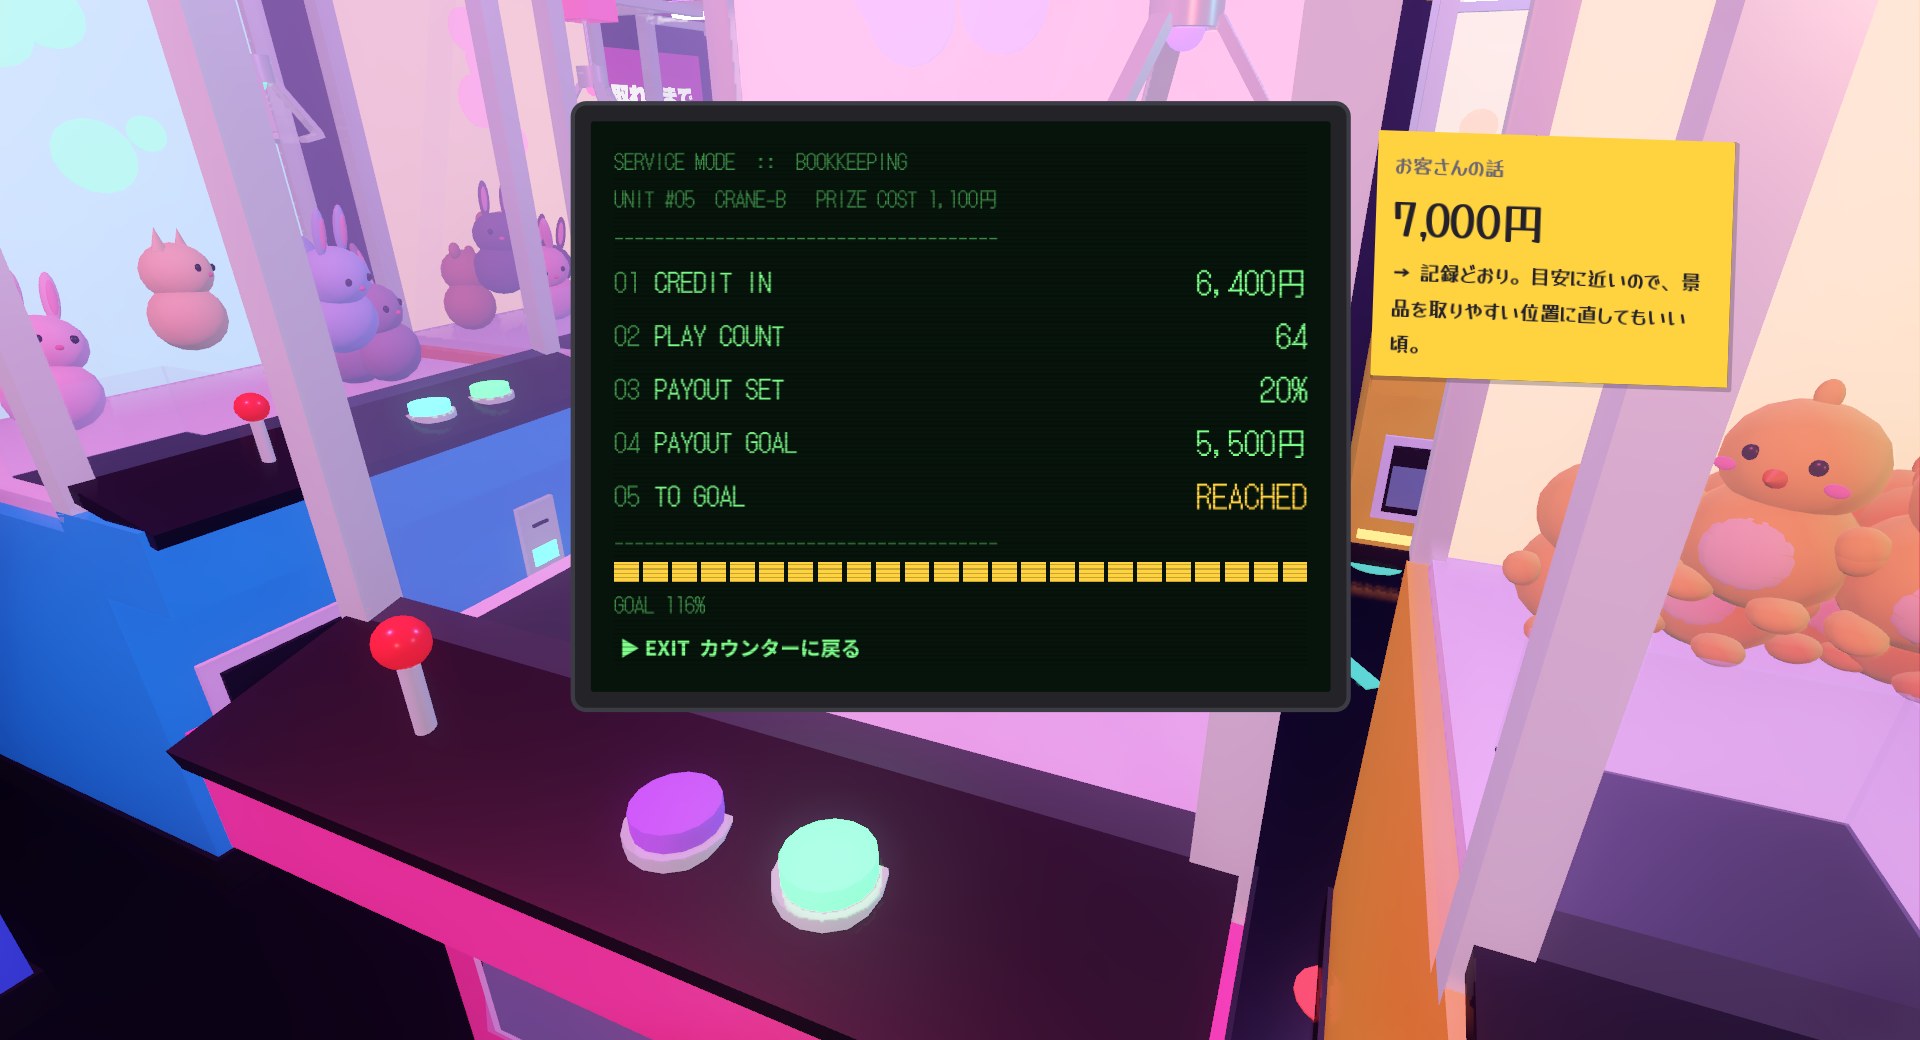 SERVICE MODE :: BOOKKEEPING
UNIT #05 CRANE-B PRIZE COST 1,100円
01 CREDIT IN 6,400円
02 PLAY COUNT 64
03 PAYOUT SET 20%
04 PAYOUT GOAL 5,500円
05 TO GOAL REACHED
GOAL 116%
▶ EXIT カウンターに戻る
お客さんの話
7,000円
→ 記録どおり。目安に近いので、景
品を取りやすい位置に直してもいい
頃。